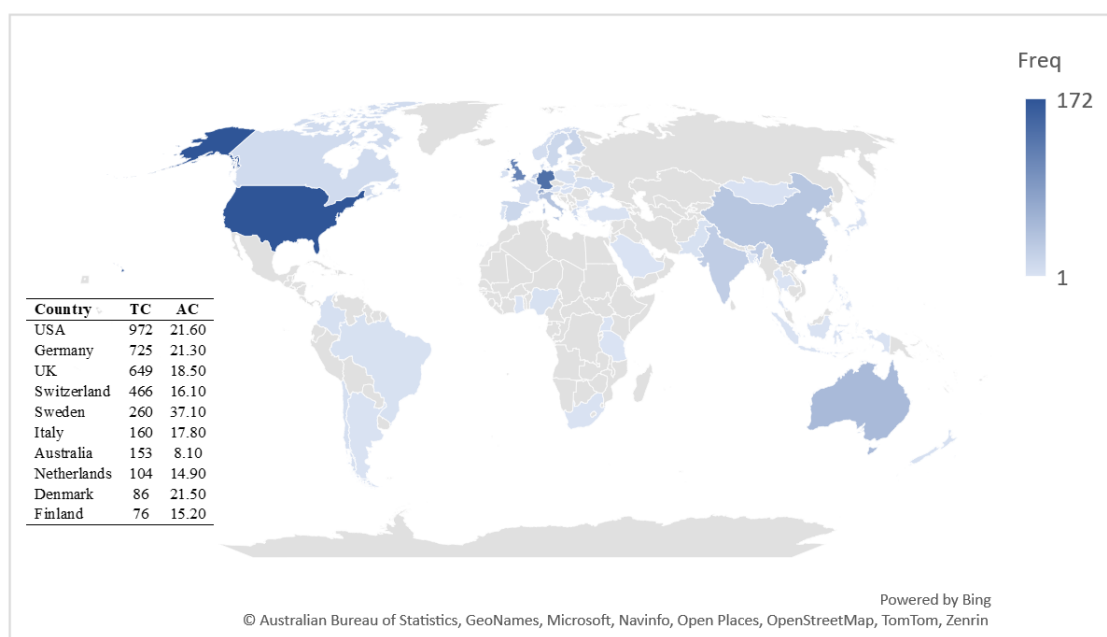 Freq
172
1
Country TC AC
USA 972 21.60
Germany 725 21.30
UK 649 18.50
Switzerland 466 16.10
Sweden 260 37.10
Italy 160 17.80
Australia 153 8.10
Netherlands 104 14.90
Denmark 86 21.50
Finland 76 15.20
Powered by Bing
© Australian Bureau of Statistics, GeoNames, Microsoft, Navinfo, Open Places, OpenStreetMap, TomTom, Zenrin